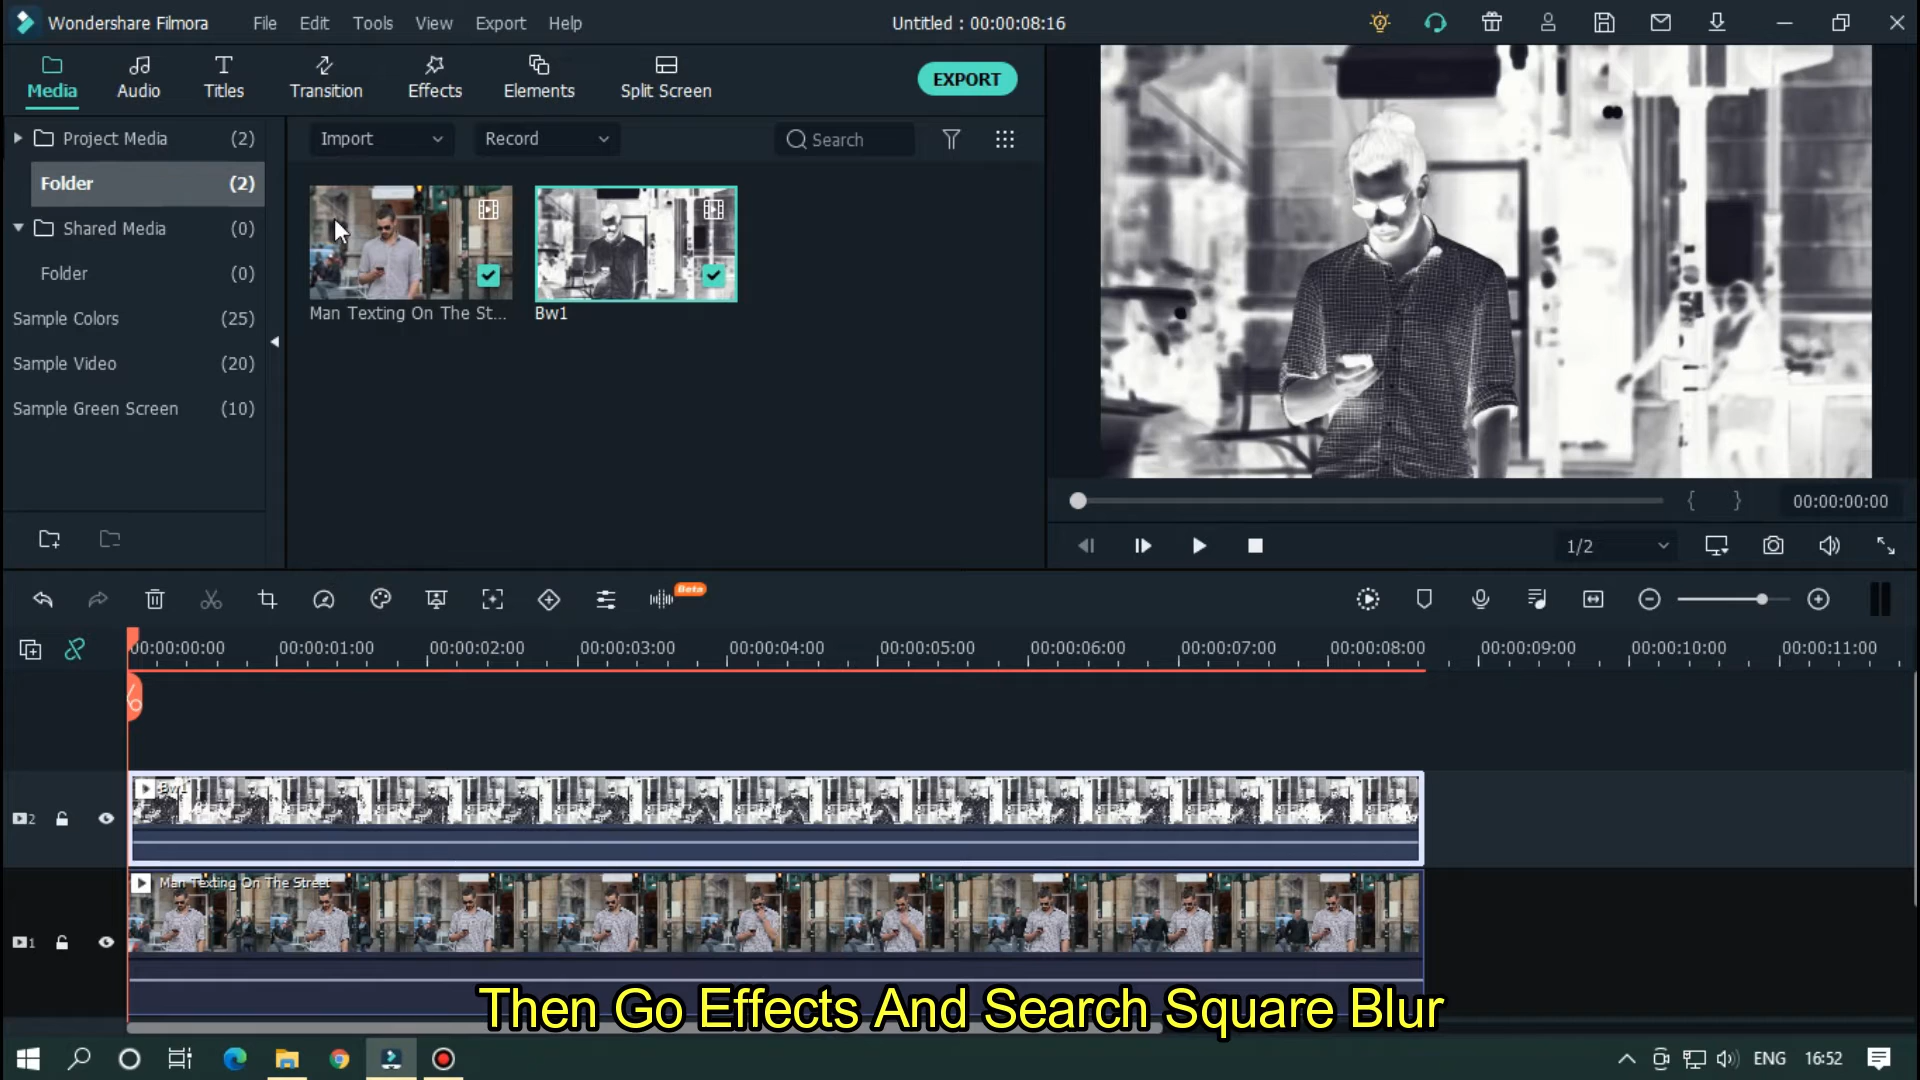 Wondershare Filmora File Edit Tools View Export Help Untitled : 00:00:08:16
Media Audio Titles Transition Effects Elements Split Screen EXPORT
Project Media (2)
Folder (2)
Shared Media (0)
Folder (0)
Sample Colors (25)
Sample Video (20)
Sample Green Screen (10)
Import Record Search
Man Texting On The St... Bw1
00:00:00:00
1/2
Beta
00:00:00:00 00:00:01:00 00:00:02:00 00:00:03:00 00:00:04:00 00:00:05:00 00:00:06:00 00:00:07:00 00:00:08:00 00:00:09:00 00:00:10:00 00:00:11:00
Bw1
2
Man Texting On The Street
1
Then Go Effects And Search Square Blur
ENG 16:52